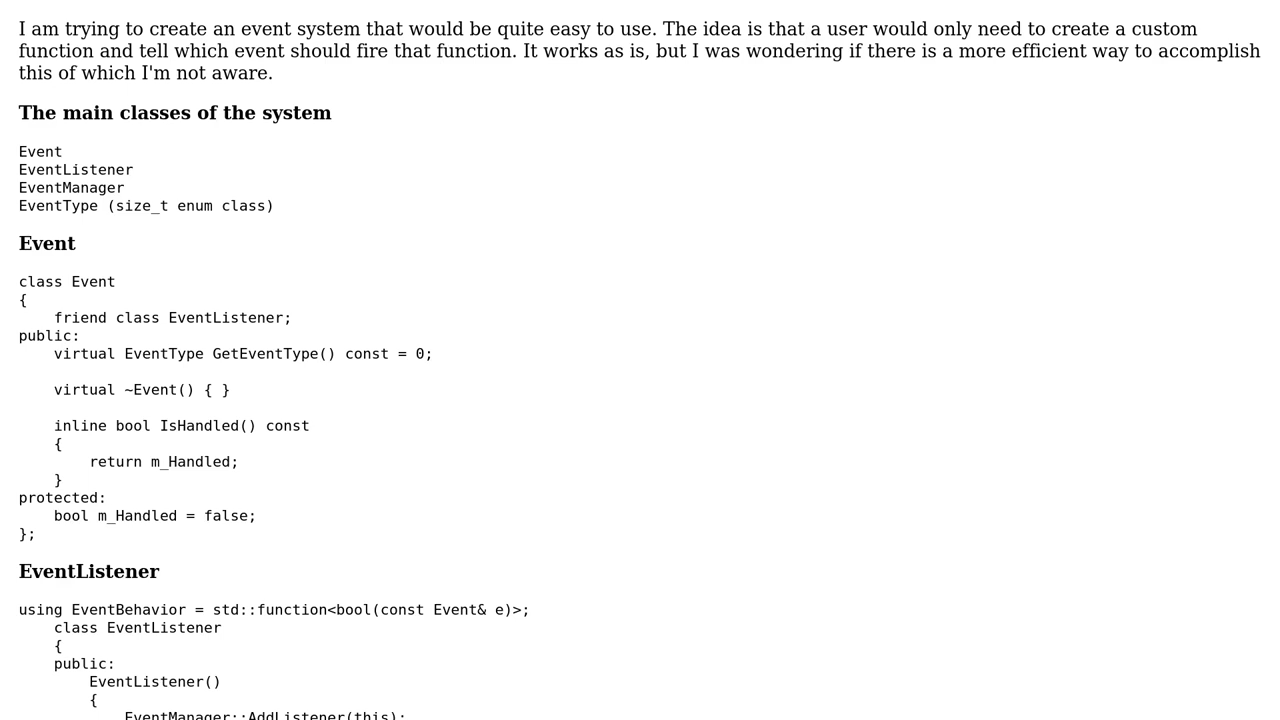 I am trying to create an event system that would be quite easy to use. The idea is that a user would only need to create a custom
function and tell which event should fire that function. It works as is, but I was wondering if there is a more efficient way to accomplish
this of which I'm not aware.
The main classes of the system
Event
EventListener
EventManager
EventType (size_t enum class)
Event
class Event
{
    friend class EventListener;
public:
    virtual EventType GetEventType() const = 0;

    virtual ~Event() { }

    inline bool IsHandled() const
    {
        return m_Handled;
    }
protected:
    bool m_Handled = false;
};
EventListener
using EventBehavior = std::function<bool(const Event& e)>;
    class EventListener
    {
    public:
        EventListener()
        {
            EventManager::AddListener(this);